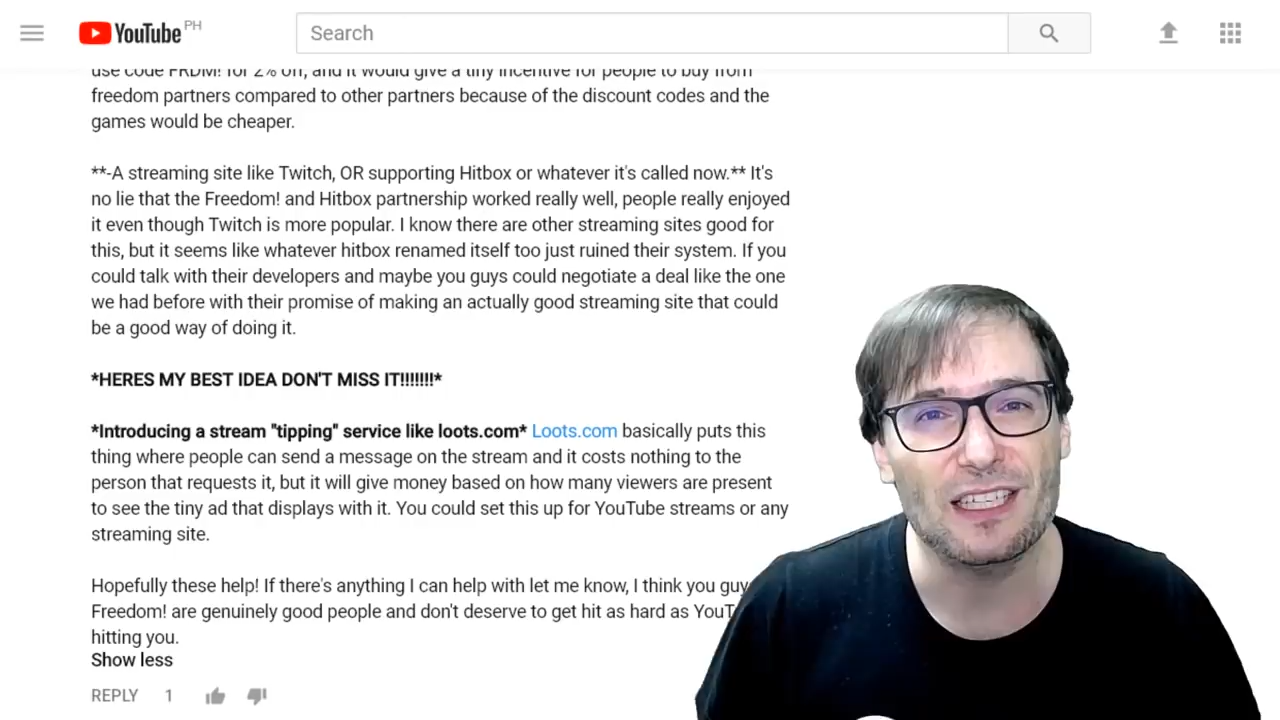 YouTube PH
Search
use code FRDM! for 2% off, and it would give a tiny incentive for people to buy from
freedom partners compared to other partners because of the discount codes and the
games would be cheaper.
**-A streaming site like Twitch, OR supporting Hitbox or whatever it's called now.** It's
no lie that the Freedom! and Hitbox partnership worked really well, people really enjoyed
it even though Twitch is more popular. I know there are other streaming sites good for
this, but it seems like whatever hitbox renamed itself too just ruined their system. If you
could talk with their developers and maybe you guys could negotiate a deal like the one
we had before with their promise of making an actually good streaming site that could
be a good way of doing it.
*HERES MY BEST IDEA DON'T MISS IT!!!!!!!*
*Introducing a stream "tipping" service like loots.com* Loots.com basically puts this
thing where people can send a message on the stream and it costs nothing to the
person that requests it, but it will give money based on how many viewers are present
to see the tiny ad that displays with it. You could set this up for YouTube streams or any
streaming site.
Hopefully these help! If there's anything I can help with let me know, I think you guy
Freedom! are genuinely good people and don't deserve to get hit as hard as YouT
hitting you.
Show less
REPLY 1